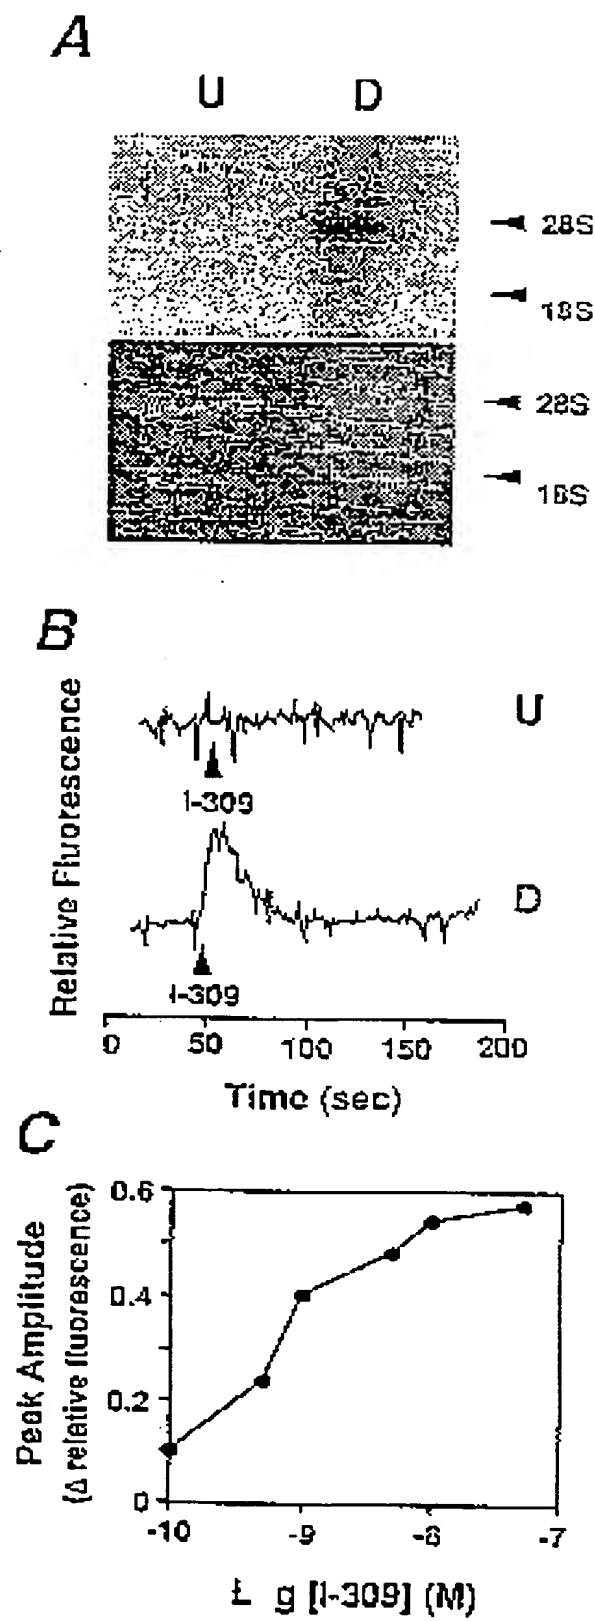 A
U D
28S
18S
28S
18S
B
Relative Fluorescence
U
I-309
D
I-309
0 50 100 150 200
Time (sec)
C
Peak Amplitude
(Δ relative fluorescence)
0.6
0.4
0.2
0
-10 -9 -8 -7
g [I-309] (M)